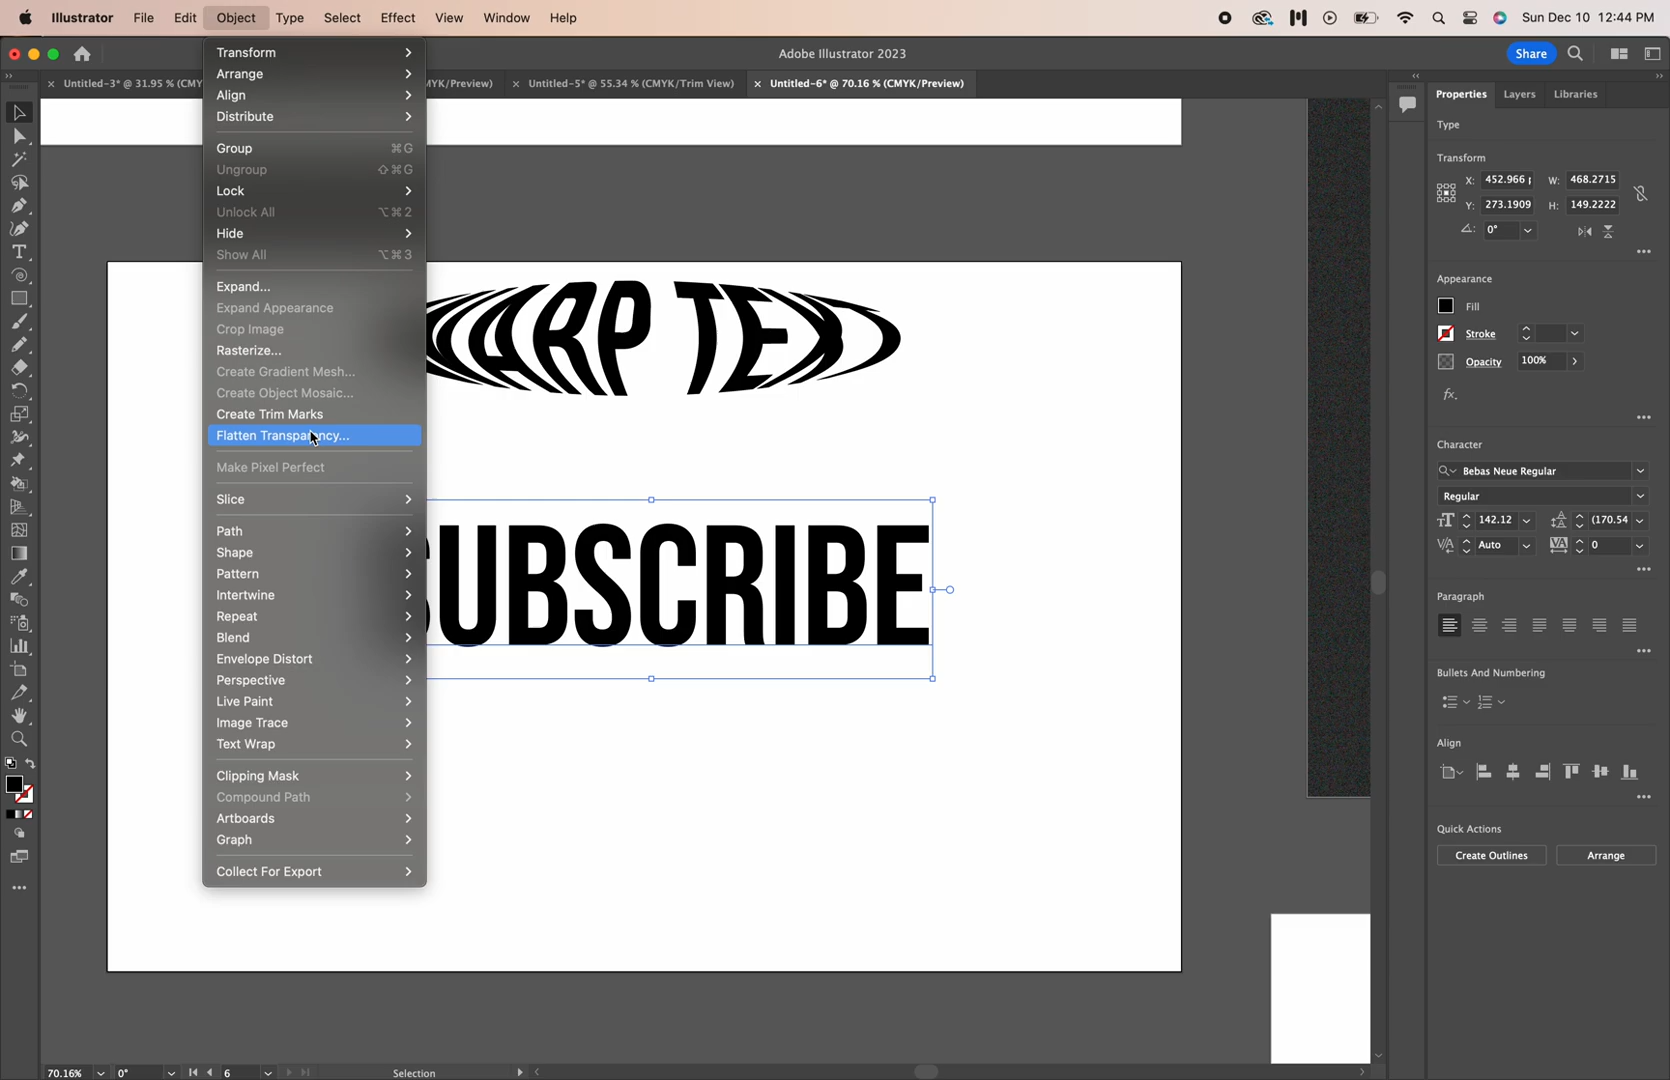 Illustrator File Edit Object Type Select Effect View Window Help Sun Dec 10 12:44 PM
Adobe Illustrator 2023 Share
Untitled-3* @ 31.95 % (CMY MYK/Preview) Untitled-5* @ 55.34 % (CMYK/Trim View) Untitled-6* @ 70.16 % (CMYK/Preview)
Properties Layers Libraries
Transform
Arrange
Align
Distribute
Group ⌘G
Ungroup ⇧⌘G
Lock
Unlock All ⌥⌘2
Hide
Show All ⌥⌘3
Expand...
Expand Appearance
Crop Image
Rasterize...
Create Gradient Mesh...
Create Object Mosaic...
Create Trim Marks
Flatten Transparency...
Make Pixel Perfect
Slice
Path
Shape
Pattern
Intertwine
Repeat
Blend
Envelope Distort
Perspective
Live Paint
Image Trace
Text Wrap
Clipping Mask
Compound Path
Artboards
Graph
Collect For Export
ARP TEXT
SUBSCRIBE
Type
Transform
X: 452.966 W: 468.2715
Y: 273.1909 H: 149.2222
0°
Appearance
Fill
Stroke
Opacity 100%
fx.
Character
Bebas Neue Regular
Regular
142.12 (170.54
Auto 0
Paragraph
Bullets And Numbering
Align
Quick Actions
Create Outlines Arrange
70.16% 0° 6 Selection